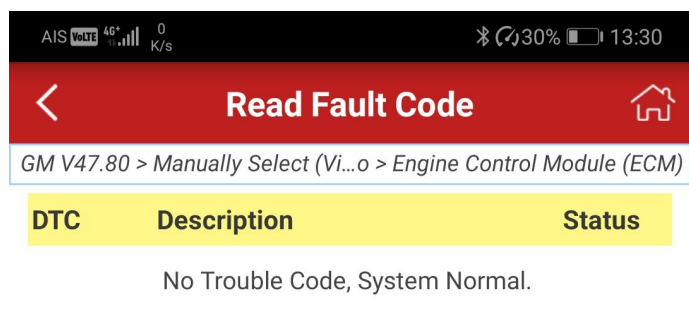 AIS VoLTE 4G+ 0 K/s 30% 13:30
Read Fault Code
GM V47.80 > Manually Select (Vi...o > Engine Control Module (ECM)
DTC Description Status
No Trouble Code, System Normal.